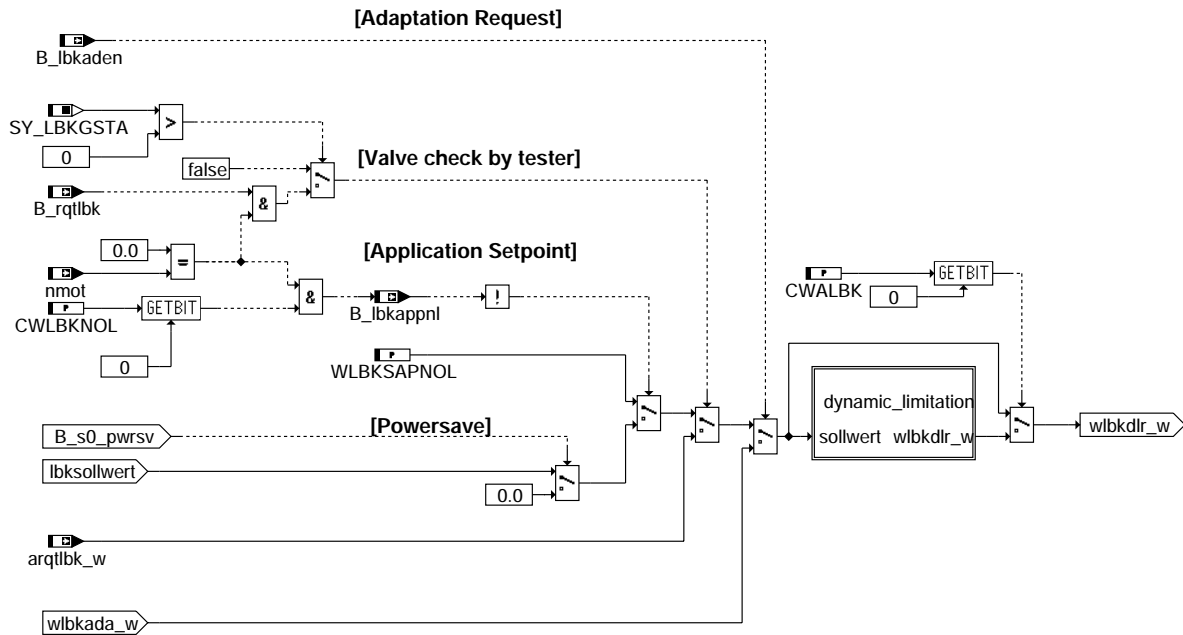 [Adaptation Request]
B_lbkaden
SY_LBKGSTA
>
0
false
[Valve check by tester]
B_rqtlbk
&
0.0
=
[Application Setpoint]
nmot
&
P
CWLBKNOL
GETBIT
B_lbkappnl
!
P
CWALBK
GETBIT
0
0
P
WLBKSAPNOL
dynamic_limitation
B_s0_pwrsv
[Powersave]
sollwert
wlbkdlr_w
wlbkdlr_w
lbksollwert
0.0
arqtlbk_w
wlbkada_w